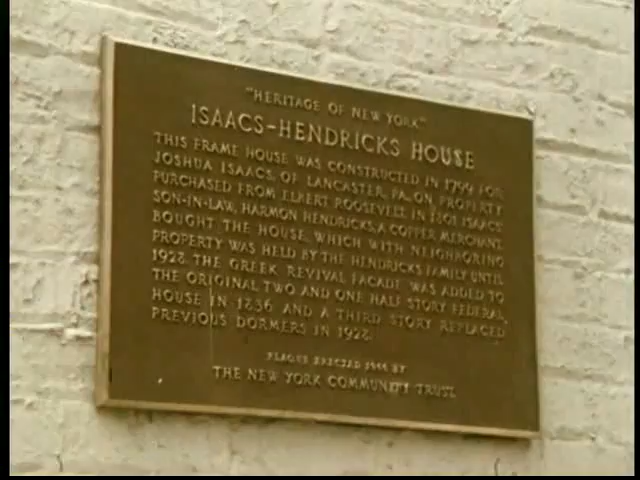 "HERITAGE OF NEW YORK"
ISAACS-HENDRICKS HOUSE
THIS FRAME HOUSE WAS CONSTRUCTED IN 1799 FOR
JOSHUA ISAACS, OF LANCASTER, PA., ON PROPERTY
PURCHASED FROM ELBERT ROOSEVELT. IN 1801 ISAACS'
SON-IN-LAW, HARMON HENDRICKS, A COPPER MERCHANT,
BOUGHT THE HOUSE, WHICH WITH NEIGHBORING
PROPERTY WAS HELD BY THE HENDRICKS FAMILY UNTIL
1928. THE GREEK REVIVAL FACADE WAS ADDED TO
THE ORIGINAL TWO AND ONE HALF STORY FEDERAL
HOUSE IN 1836 AND A THIRD STORY REPLACED
PREVIOUS DORMERS IN 1928.
PLAQUE ERECTED BY
THE NEW YORK COMMUNITY TRUST